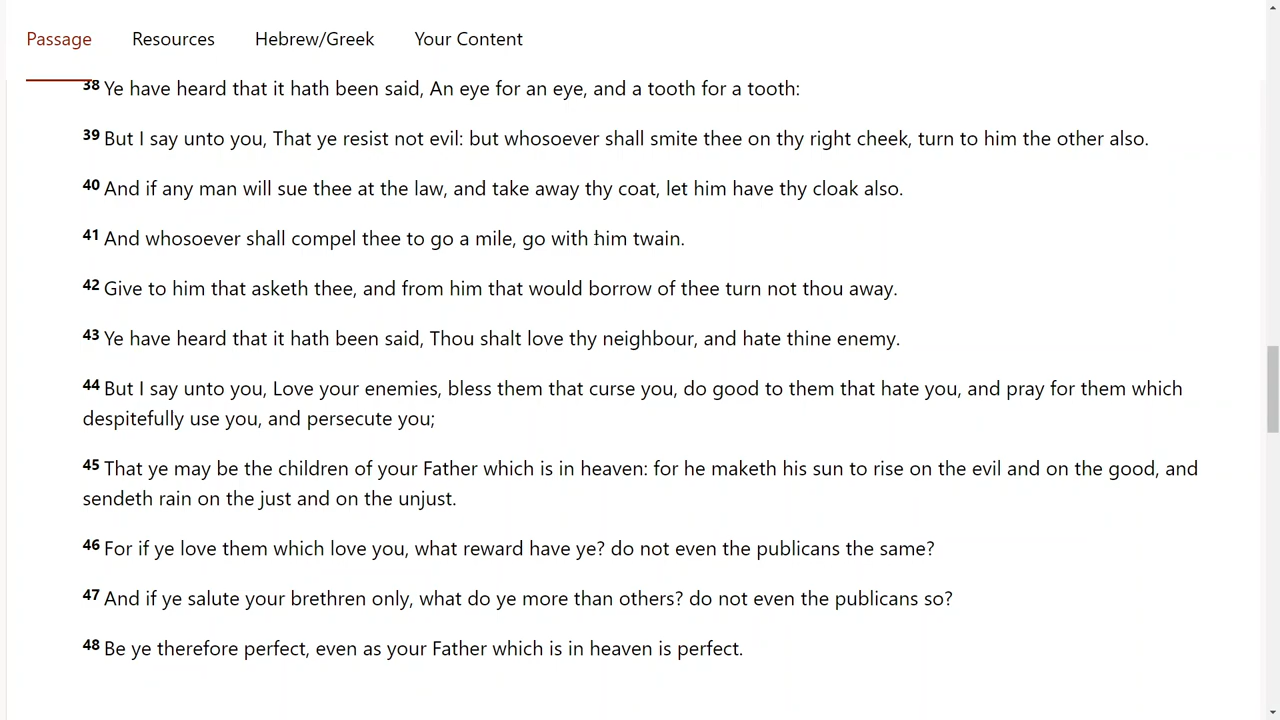 Passage Resources Hebrew/Greek Your Content
38 Ye have heard that it hath been said, An eye for an eye, and a tooth for a tooth:
39 But I say unto you, That ye resist not evil: but whosoever shall smite thee on thy right cheek, turn to him the other also.
40 And if any man will sue thee at the law, and take away thy coat, let him have thy cloak also.
41 And whosoever shall compel thee to go a mile, go with him twain.
42 Give to him that asketh thee, and from him that would borrow of thee turn not thou away.
43 Ye have heard that it hath been said, Thou shalt love thy neighbour, and hate thine enemy.
44 But I say unto you, Love your enemies, bless them that curse you, do good to them that hate you, and pray for them which
despitefully use you, and persecute you;
45 That ye may be the children of your Father which is in heaven: for he maketh his sun to rise on the evil and on the good, and
sendeth rain on the just and on the unjust.
46 For if ye love them which love you, what reward have ye? do not even the publicans the same?
47 And if ye salute your brethren only, what do ye more than others? do not even the publicans so?
48 Be ye therefore perfect, even as your Father which is in heaven is perfect.